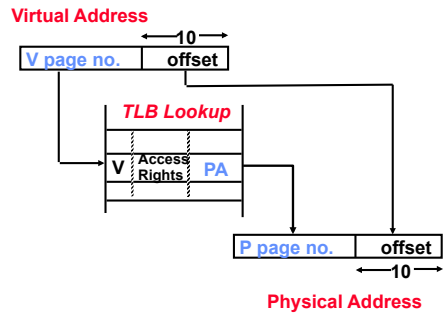 Virtual Address
10
V page no. offset
TLB Lookup
V Access Rights PA
P page no. offset
10
Physical Address